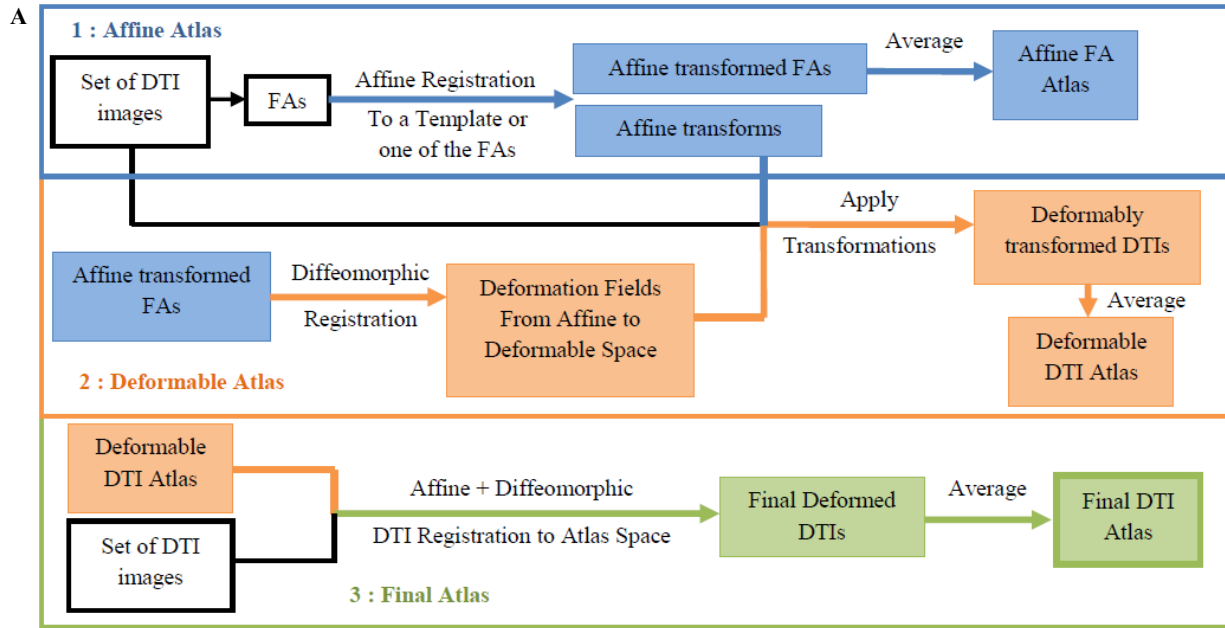 A
1 : Affine Atlas
Set of DTI
images
FAs
Affine Registration
To a Template or
one of the FAs
Affine transformed FAs
Affine transforms
Average
Affine FA
Atlas
Apply
Transformations
Deformably
transformed DTIs
Affine transformed
FAs
Diffeomorphic
Registration
Deformation Fields
From Affine to
Deformable Space
Average
Deformable
DTI Atlas
2 : Deformable Atlas
Deformable
DTI Atlas
Set of DTI
images
Affine + Diffeomorphic
DTI Registration to Atlas Space
Final Deformed
DTIs
Average
Final DTI
Atlas
3 : Final Atlas